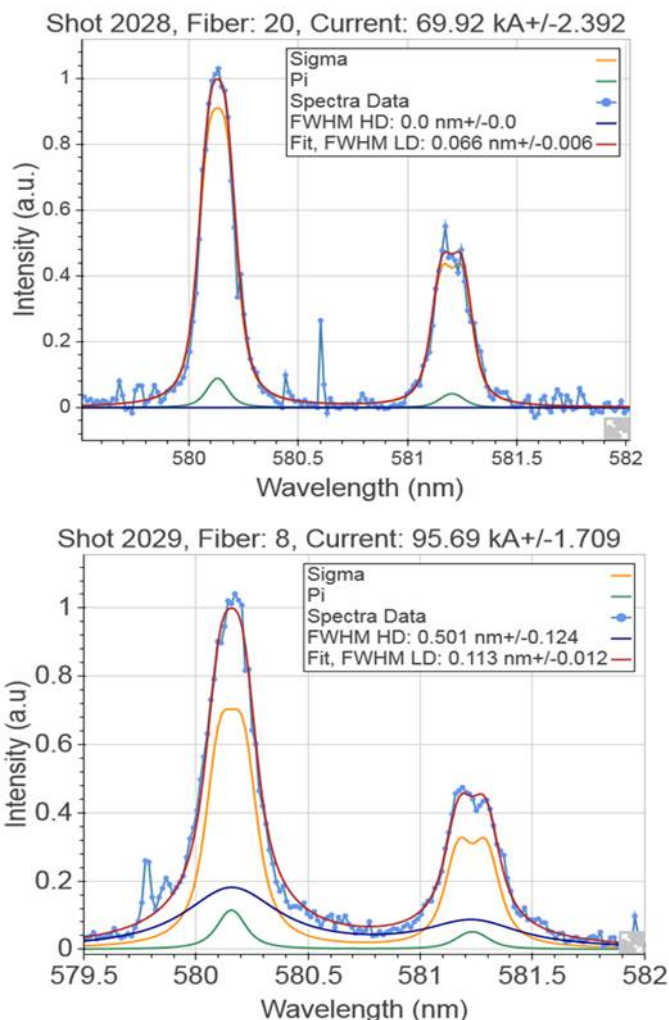 Shot 2028, Fiber: 20, Current: 69.92 kA+/-2.392
Sigma
Pi
Spectra Data
FWHM HD: 0.0 nm+/-0.0
Fit, FWHM LD: 0.066 nm+/-0.006
Intensity (a.u.)
1
0.8
0.6
0.4
0.2
0
580
580.5
581
581.5
582
Wavelength (nm)
Shot 2029, Fiber: 8, Current: 95.69 kA+/-1.709
Sigma
Pi
Spectra Data
FWHM HD: 0.501 nm+/-0.124
Fit, FWHM LD: 0.113 nm+/-0.012
Intensity (a.u)
1
0.8
0.6
0.4
0.2
0
579.5
580
580.5
581
581.5
582
Wavelength (nm)